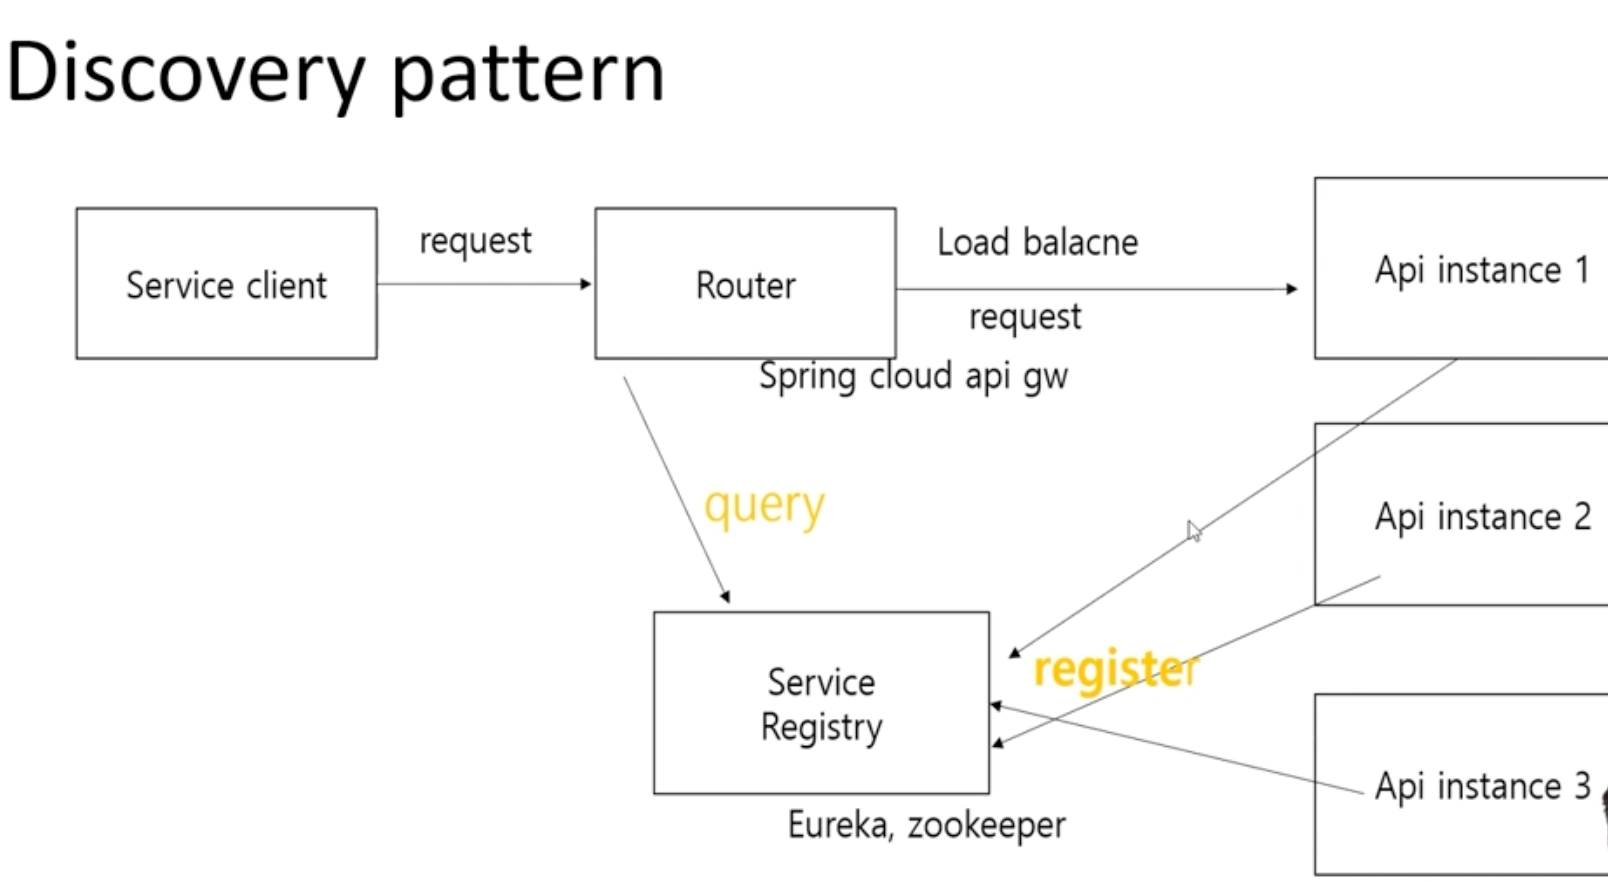 Discovery pattern
Service client
request
Router
Load balacne
request
Spring cloud api gw
Api instance 1
query
Api instance 2
register
Service
Registry
Api instance 3
Eureka, zookeeper